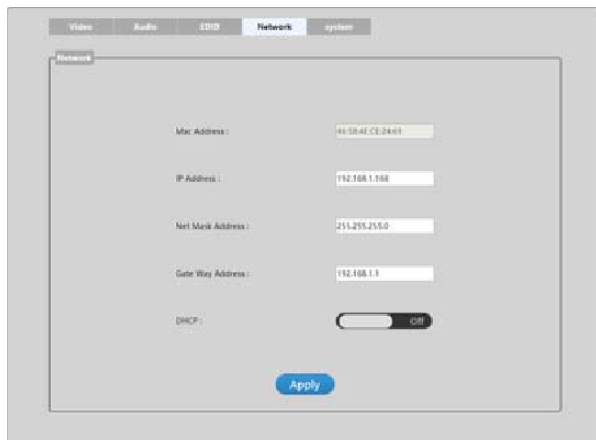 Video Audio EDID Network system
Network
Mac Address :
IP Address : 192.168.1.168
Net Mask Address : 255.255.255.0
Gate Way Address : 192.168.1.1
DHCP : Off
Apply